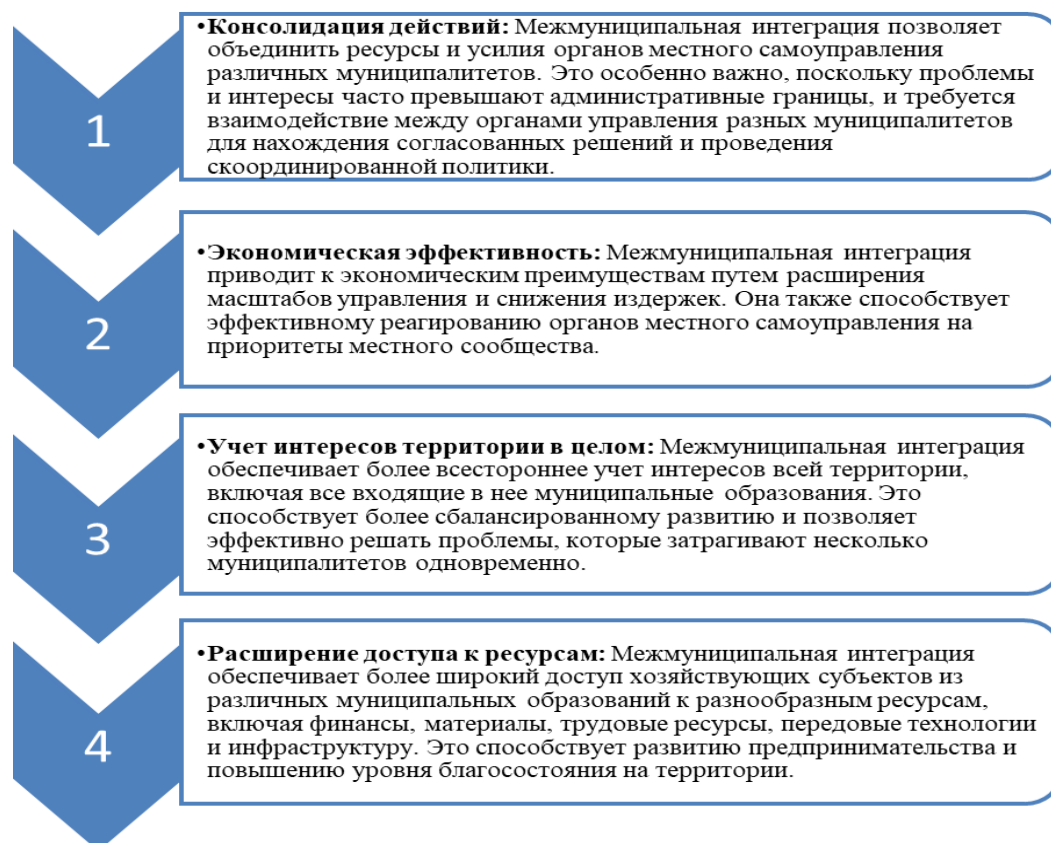 1
•Консолидация действий: Межмуниципальная интеграция позволяет
объединить ресурсы и усилия органов местного самоуправления
различных муниципалитетов. Это особенно важно, поскольку проблемы
и интересы часто превышают административные границы, и требуется
взаимодействие между органами управления разных муниципалитетов
для нахождения согласованных решений и проведения
скоординированной политики.
2
•Экономическая эффективность: Межмуниципальная интеграция
приводит к экономическим преимуществам путем расширения
масштабов управления и снижения издержек. Она также способствует
эффективному реагированию органов местного самоуправления на
приоритеты местного сообщества.
3
•Учет интересов территории в целом: Межмуниципальная интеграция
обеспечивает более всестороннее учет интересов всей территории,
включая все входящие в нее муниципальные образования. Это
способствует более сбалансированному развитию и позволяет
эффективно решать проблемы, которые затрагивают несколько
муниципалитетов одновременно.
4
•Расширение доступа к ресурсам: Межмуниципальная интеграция
обеспечивает более широкий доступ хозяйствующих субъектов из
различных муниципальных образований к разнообразным ресурсам,
включая финансы, материалы, трудовые ресурсы, передовые технологии
и инфраструктуру. Это способствует развитию предпринимательства и
повышению уровня благосостояния на территории.